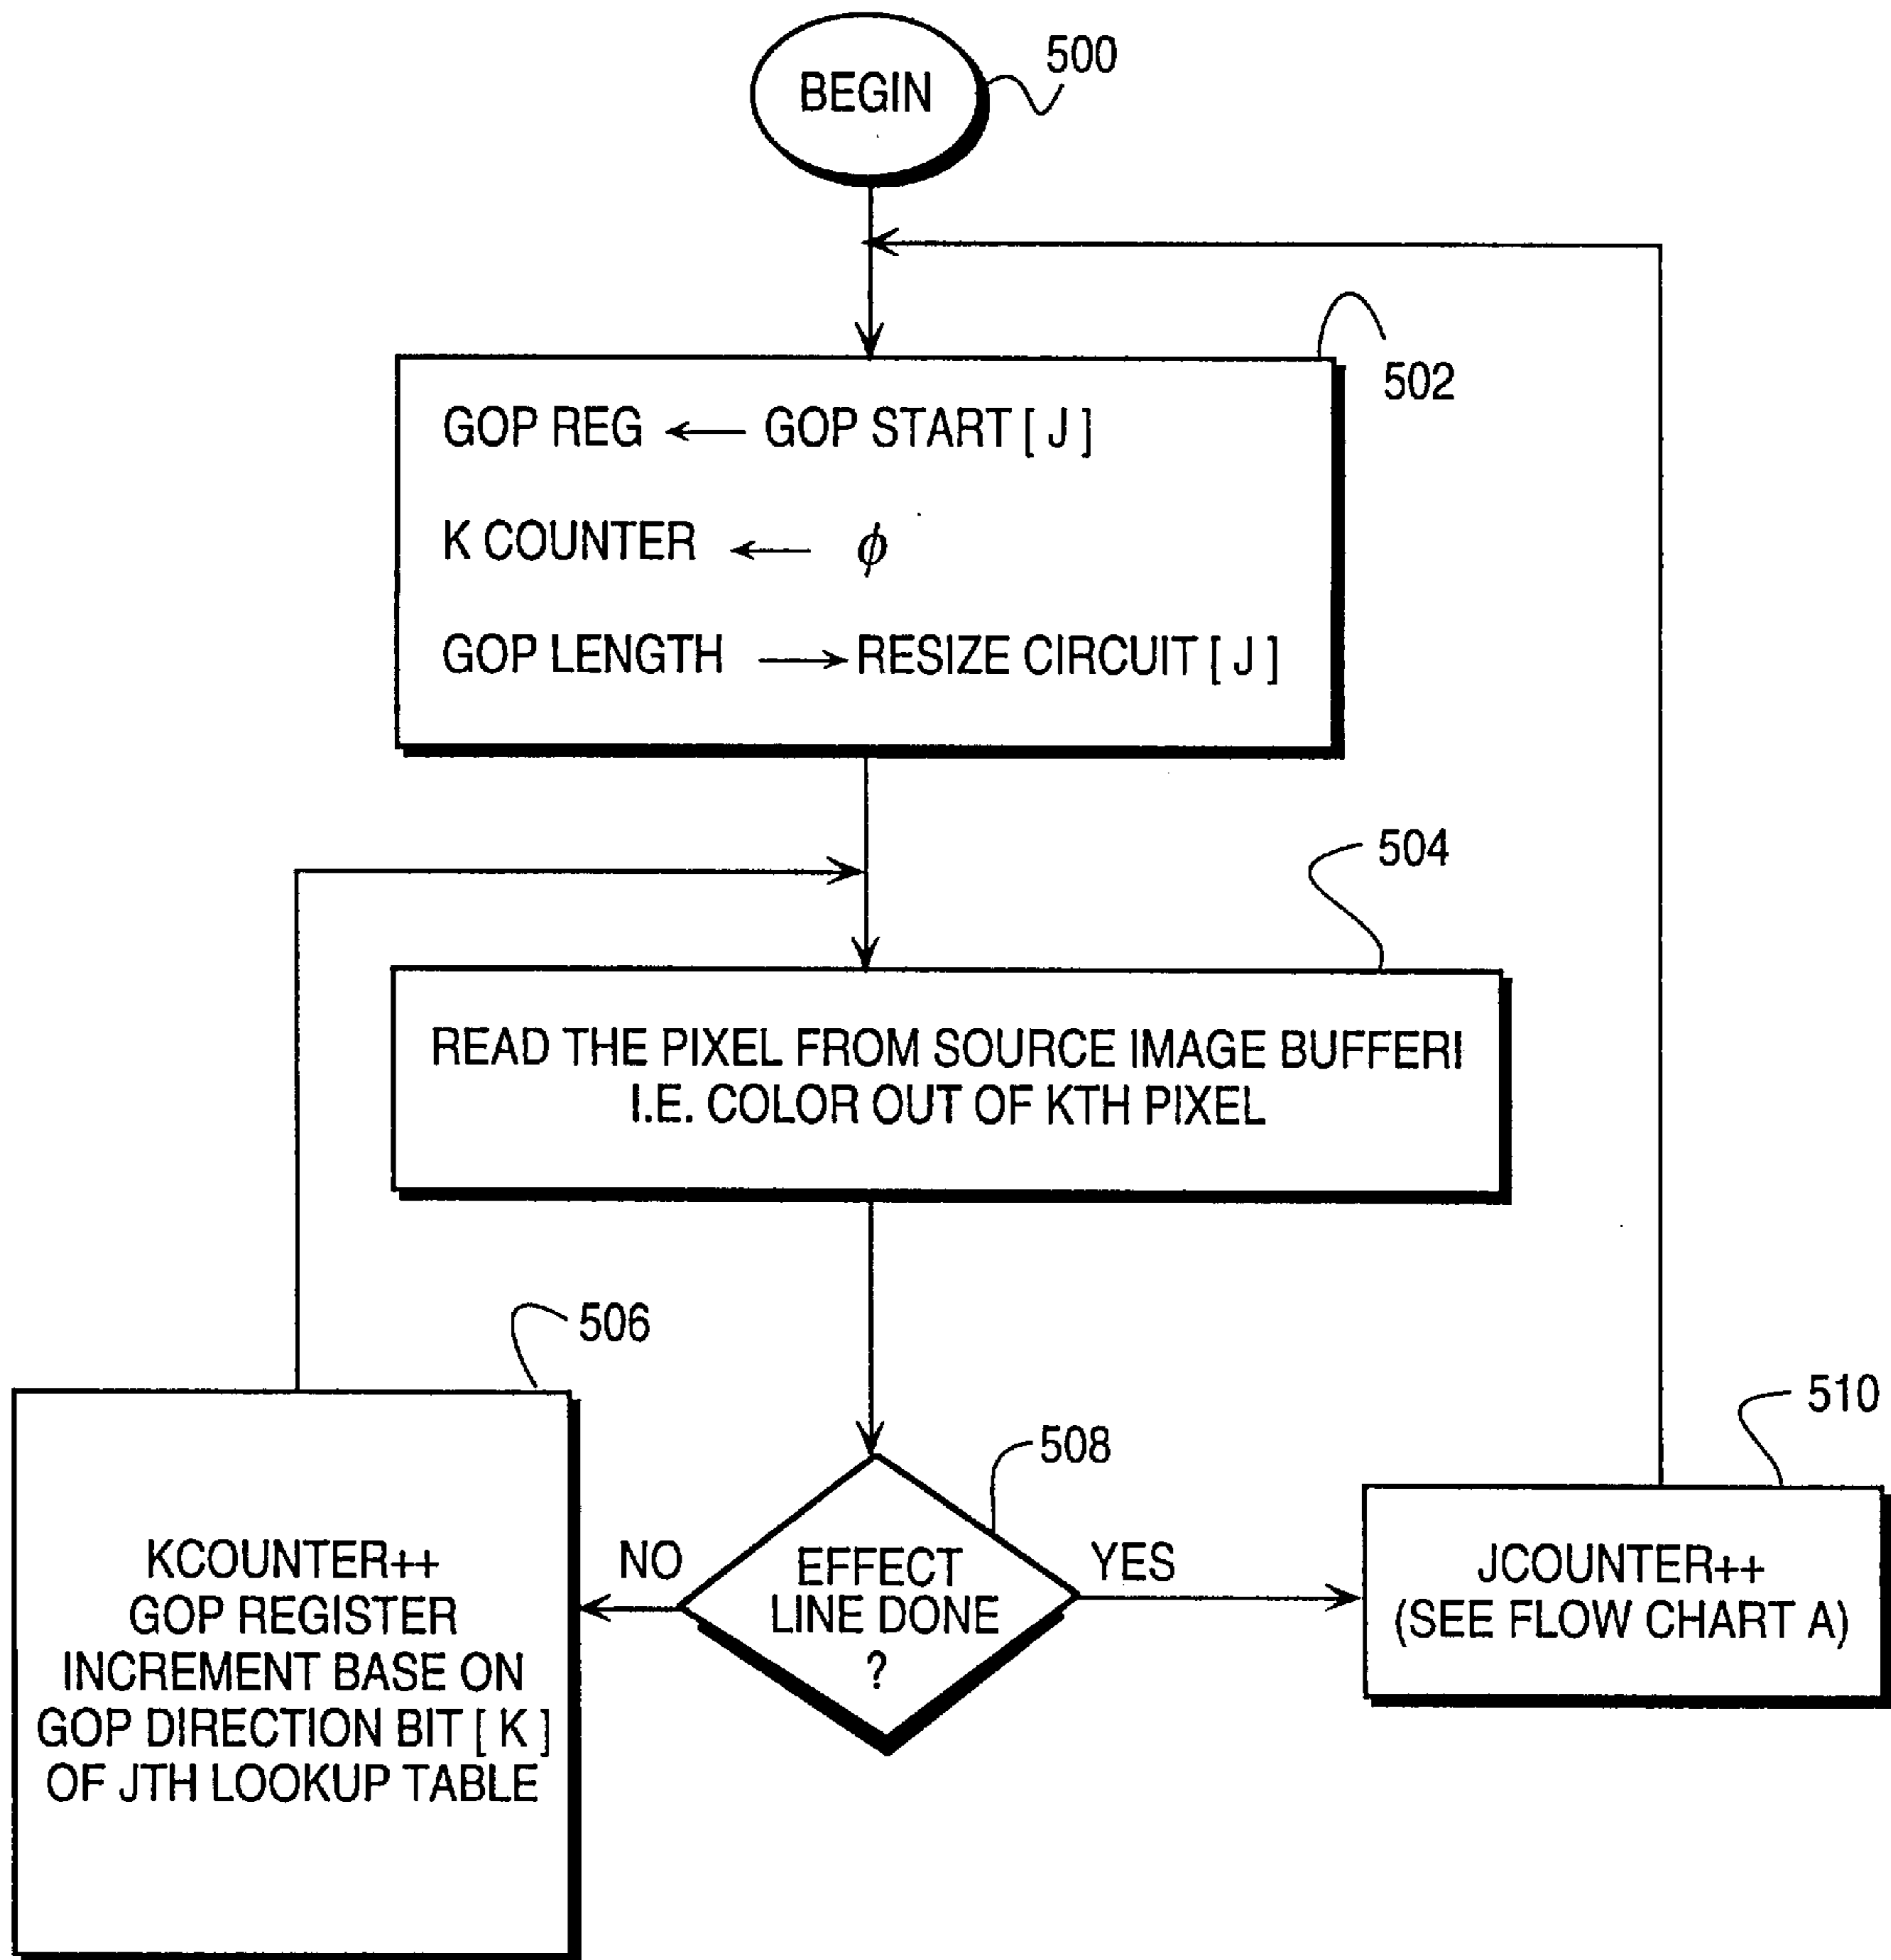 BEGIN
500
502
GOP REG ← GOP START [ J ]
K COUNTER ← ϕ
GOP LENGTH → RESIZE CIRCUIT [ J ]
504
READ THE PIXEL FROM SOURCE IMAGE BUFFER!
I.E. COLOR OUT OF KTH PIXEL
506
KCOUNTER++
GOP REGISTER
INCREMENT BASE ON
GOP DIRECTION BIT [ K ]
OF JTH LOOKUP TABLE
508
NO
EFFECT
LINE DONE
?
YES
510
JCOUNTER++
(SEE FLOW CHART A)